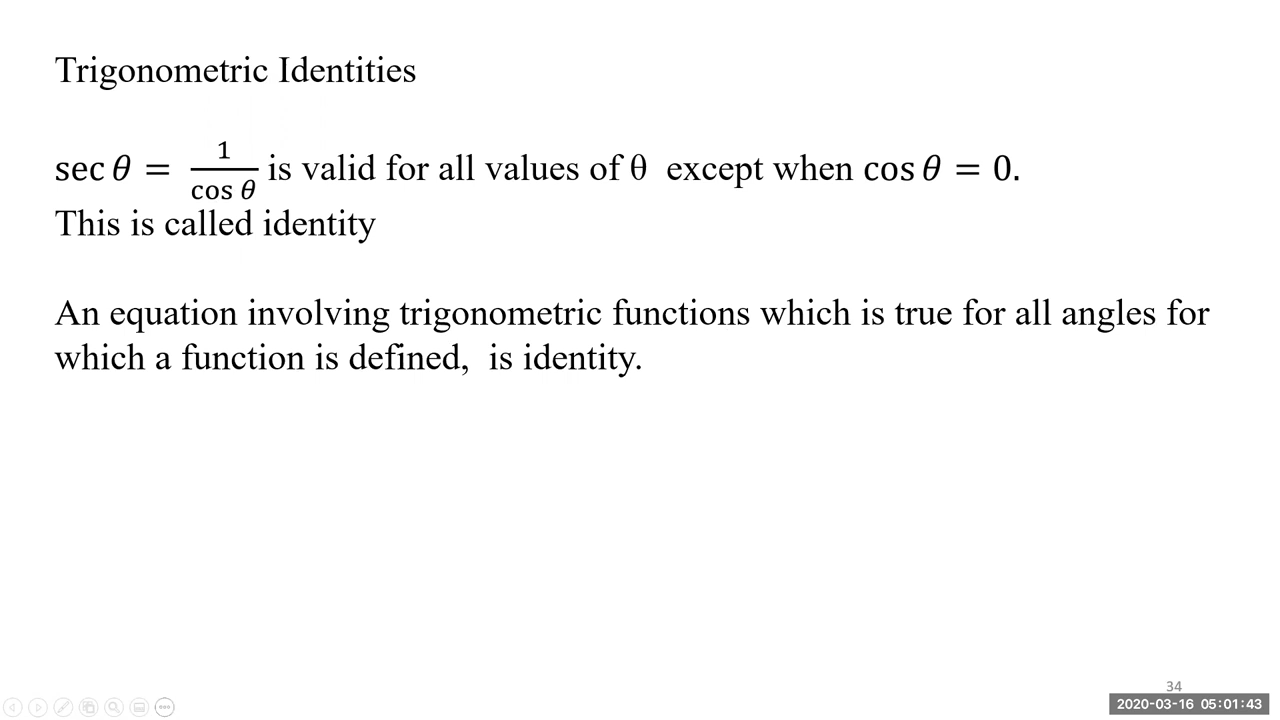 Trigonometric Identities
sec θ = 1/cos θ is valid for all values of θ except when cos θ = 0.
This is called identity
An equation involving trigonometric functions which is true for all angles for
which a function is defined, is identity.
34
2020-03-16 05:01:43